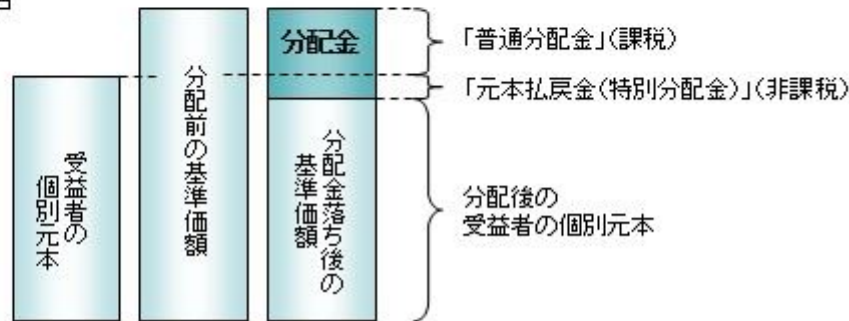 分配金
「普通分配金」(課税)
「元本払戻金(特別分配金)」(非課税)
受益者の
個別元本
分配前の基準価額
分配金落ち後の
基準価額
分配後の
受益者の個別元本